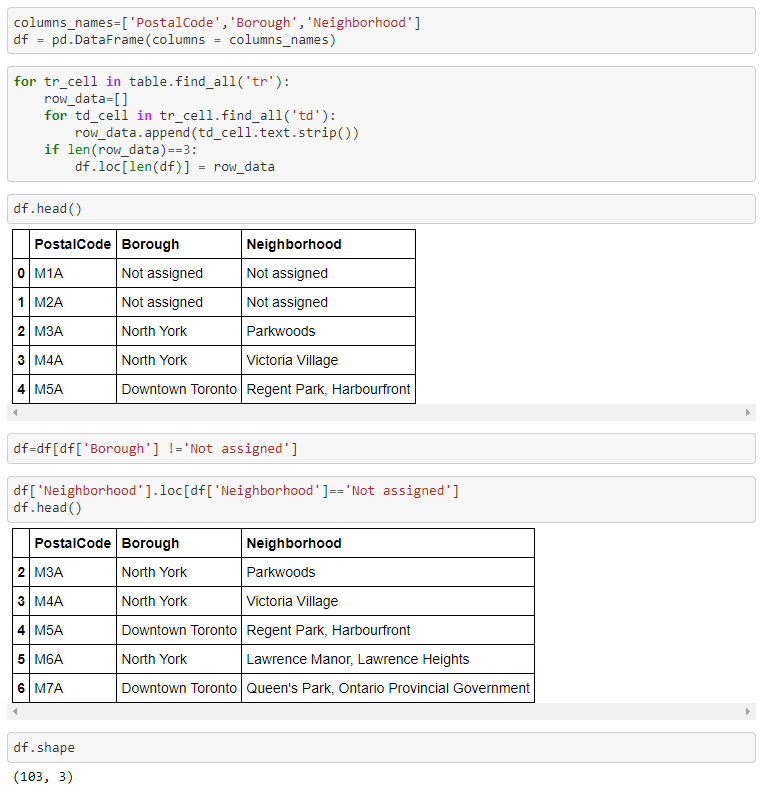 columns_names=['PostalCode','Borough','Neighborhood']
df = pd.DataFrame(columns = columns_names)
for tr_cell in table.find_all('tr'):
    row_data=[]
    for td_cell in tr_cell.find_all('td'):
        row_data.append(td_cell.text.strip())
    if len(row_data)==3:
        df.loc[len(df)] = row_data
df.head()
PostalCode Borough Neighborhood
0 M1A Not assigned Not assigned
1 M2A Not assigned Not assigned
2 M3A North York Parkwoods
3 M4A North York Victoria Village
4 M5A Downtown Toronto Regent Park, Harbourfront
df=df[df['Borough'] !='Not assigned']
df['Neighborhood'].loc[df['Neighborhood']=='Not assigned']
df.head()
PostalCode Borough Neighborhood
2 M3A North York Parkwoods
3 M4A North York Victoria Village
4 M5A Downtown Toronto Regent Park, Harbourfront
5 M6A North York Lawrence Manor, Lawrence Heights
6 M7A Downtown Toronto Queen's Park, Ontario Provincial Government
df.shape
(103, 3)